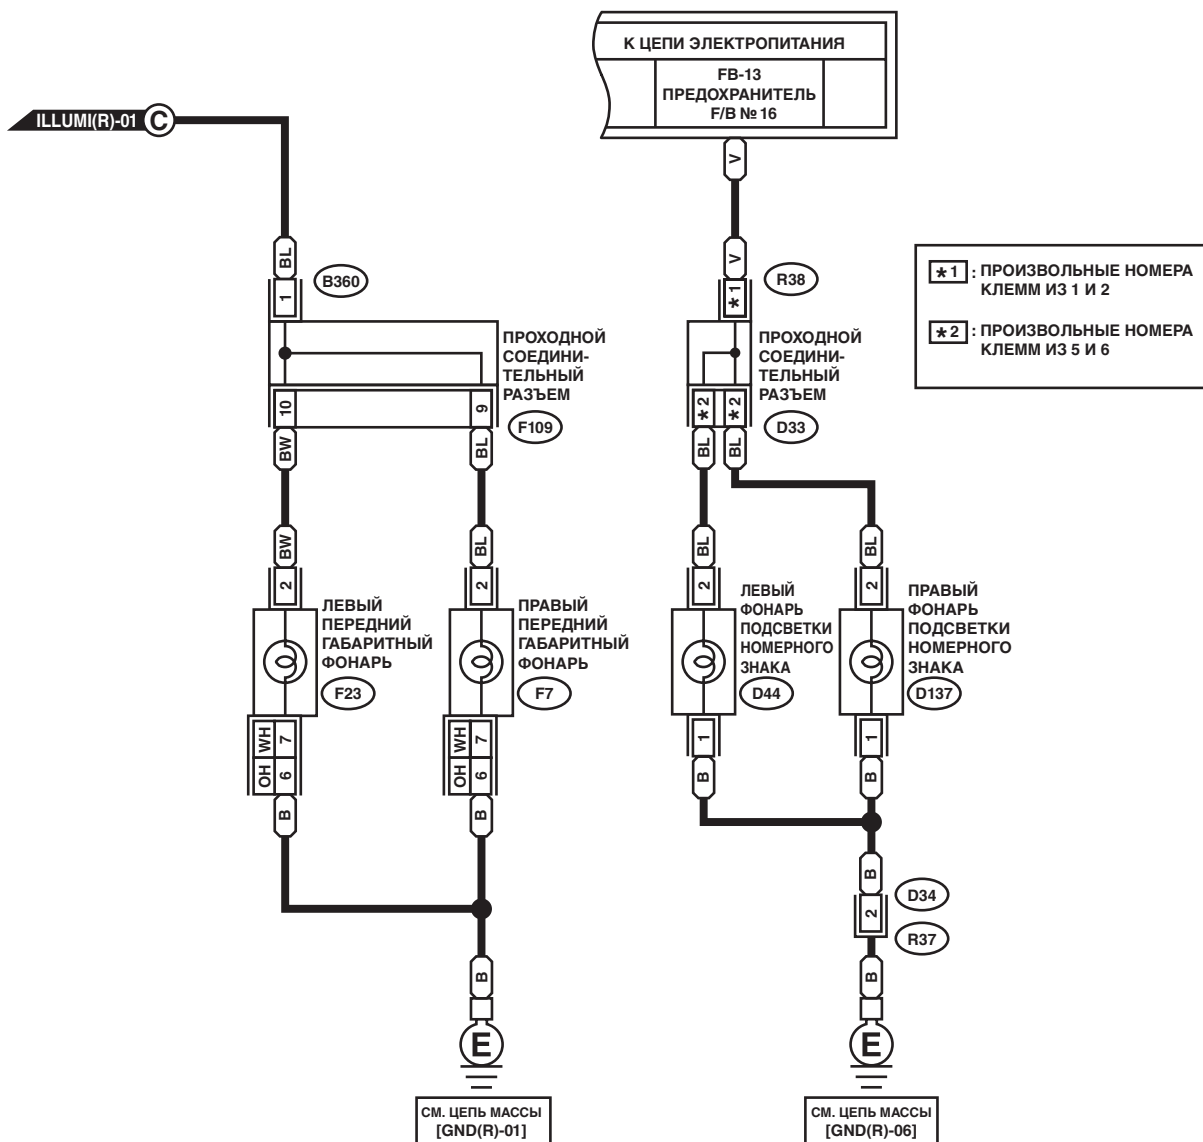 К ЦЕПИ ЭЛЕКТРОПИТАНИЯ
FB-13
ПРЕДОХРАНИТЕЛЬ
F/B № 16
ILLUMI(R)-01 C
V
BL
V
B360
R38
1
*1
*1 : ПРОИЗВОЛЬНЫЕ НОМЕРА
КЛЕММ ИЗ 1 И 2
*2 : ПРОИЗВОЛЬНЫЕ НОМЕРА
КЛЕММ ИЗ 5 И 6
ПРОХОДНОЙ
СОЕДИНИ-
ТЕЛЬНЫЙ
РАЗЪЕМ
ПРОХОДНОЙ
СОЕДИНИ-
ТЕЛЬНЫЙ
РАЗЪЕМ
10
9
*2
*2
F109
D33
BW
BL
BL
BL
BW
BL
BL
BL
2
2
2
2
ЛЕВЫЙ
ПЕРЕДНИЙ
ГАБАРИТНЫЙ
ФОНАРЬ
F23
ПРАВЫЙ
ПЕРЕДНИЙ
ГАБАРИТНЫЙ
ФОНАРЬ
F7
ЛЕВЫЙ
ФОНАРЬ
ПОДСВЕТКИ
НОМЕРНОГО
ЗНАКА
D44
ПРАВЫЙ
ФОНАРЬ
ПОДСВЕТКИ
НОМЕРНОГО
ЗНАКА
D137
WH 7
OH 6
WH 7
OH 6
1
1
B
B
B
B
B
D34
2
R37
B
B
E
E
СМ. ЦЕПЬ МАССЫ
[GND(R)-01]
СМ. ЦЕПЬ МАССЫ
[GND(R)-06]